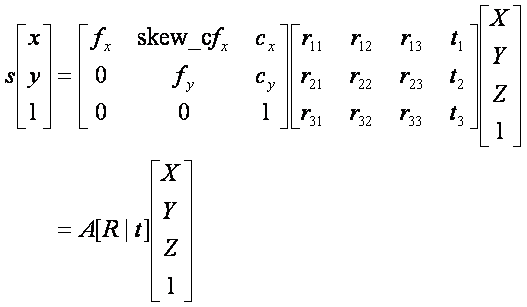 s [x y 1] = [f_x skew_cf_x c_x; 0 f_y c_y; 0 0 1] [r_11 r_12 r_13 t_1; r_21 r_22 r_23 t_2; r_31 r_32 r_33 t_3] [X Y Z 1]
= A[R | t] [X Y Z 1]